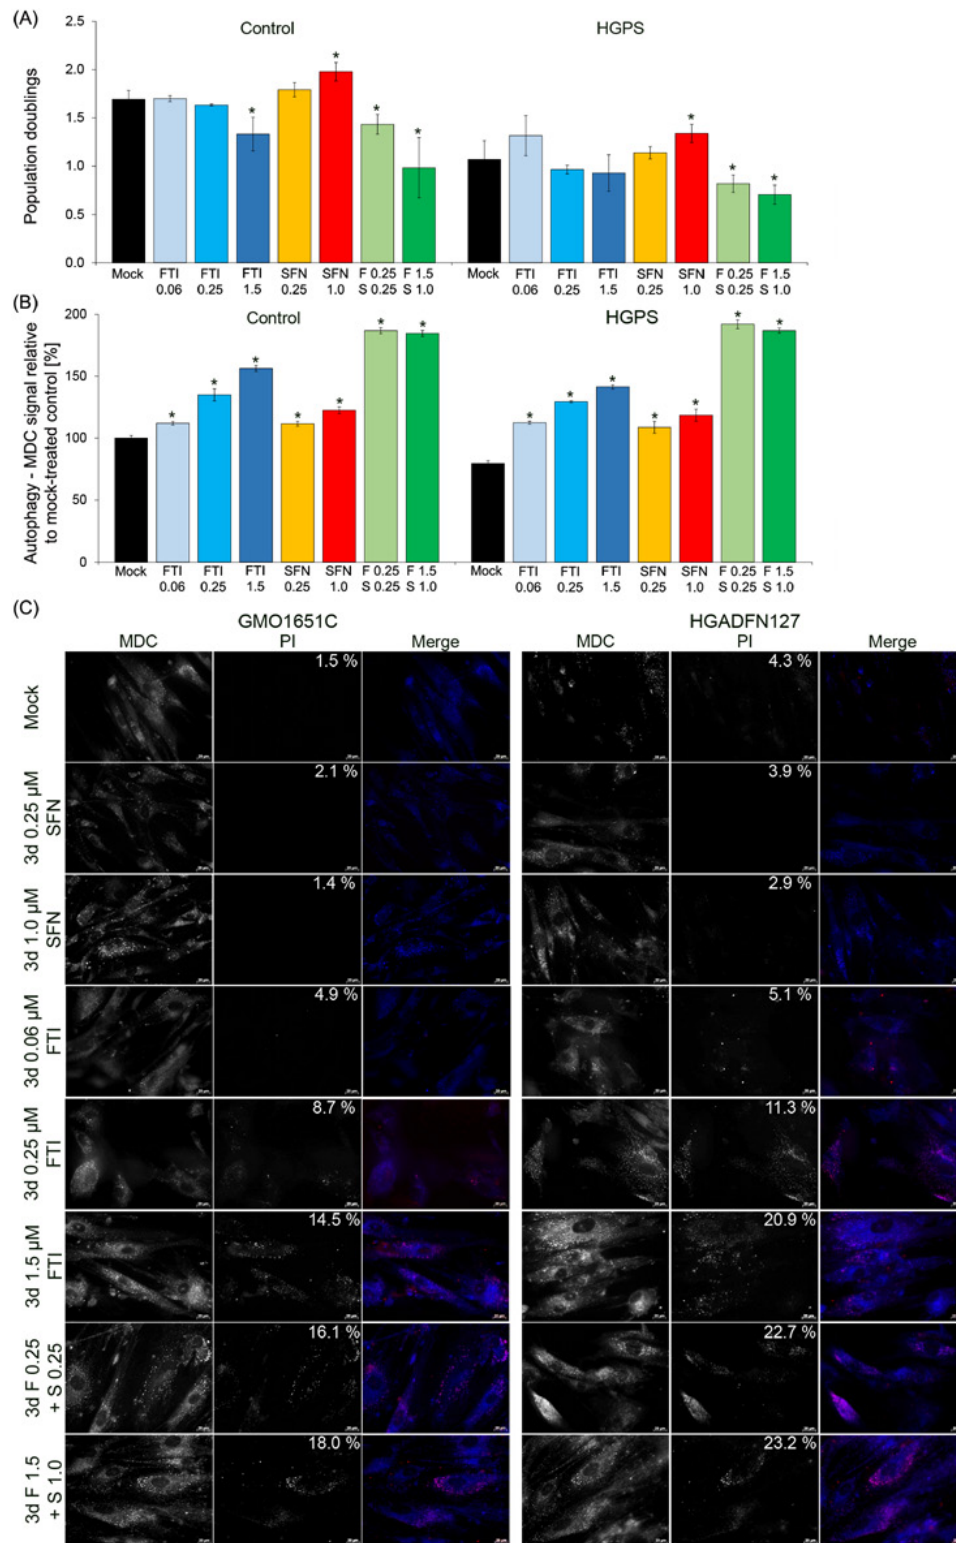 (A)
Control
HGPS
Population doublings
2.5
2.0
1.5
1.0
0.5
0.0
* * * *
* * *
Mock FTI FTI FTI SFN SFN F 0.25 F 1.5
0.06 0.25 1.5 0.25 1.0 S 0.25 S 1.0
Mock FTI FTI FTI SFN SFN F 0.25 F 1.5
0.06 0.25 1.5 0.25 1.0 S 0.25 S 1.0
(B)
Control
HGPS
Autophagy - MDC signal relative
to mock-treated control [%]
200
150
100
50
0
* * * * * * *
* * * * * * *
Mock FTI FTI FTI SFN SFN F 0.25 F 1.5
0.06 0.25 1.5 0.25 1.0 S 0.25 S 1.0
Mock FTI FTI FTI SFN SFN F 0.25 F 1.5
0.06 0.25 1.5 0.25 1.0 S 0.25 S 1.0
(C)
GMO1651C HGADFN127
MDC PI Merge MDC PI Merge
Mock
1.5 % 4.3 %
3d 0.25 µM
SFN
2.1 % 3.9 %
3d 1.0 µM
SFN
1.4 % 2.9 %
3d 0.06 µM
FTI
4.9 % 5.1 %
3d 0.25 µM
FTI
8.7 % 11.3 %
3d 1.5 µM
FTI
14.5 % 20.9 %
3d F 0.25
+ S 0.25
16.1 % 22.7 %
3d F 1.5
+ S 1.0
18.0 % 23.2 %